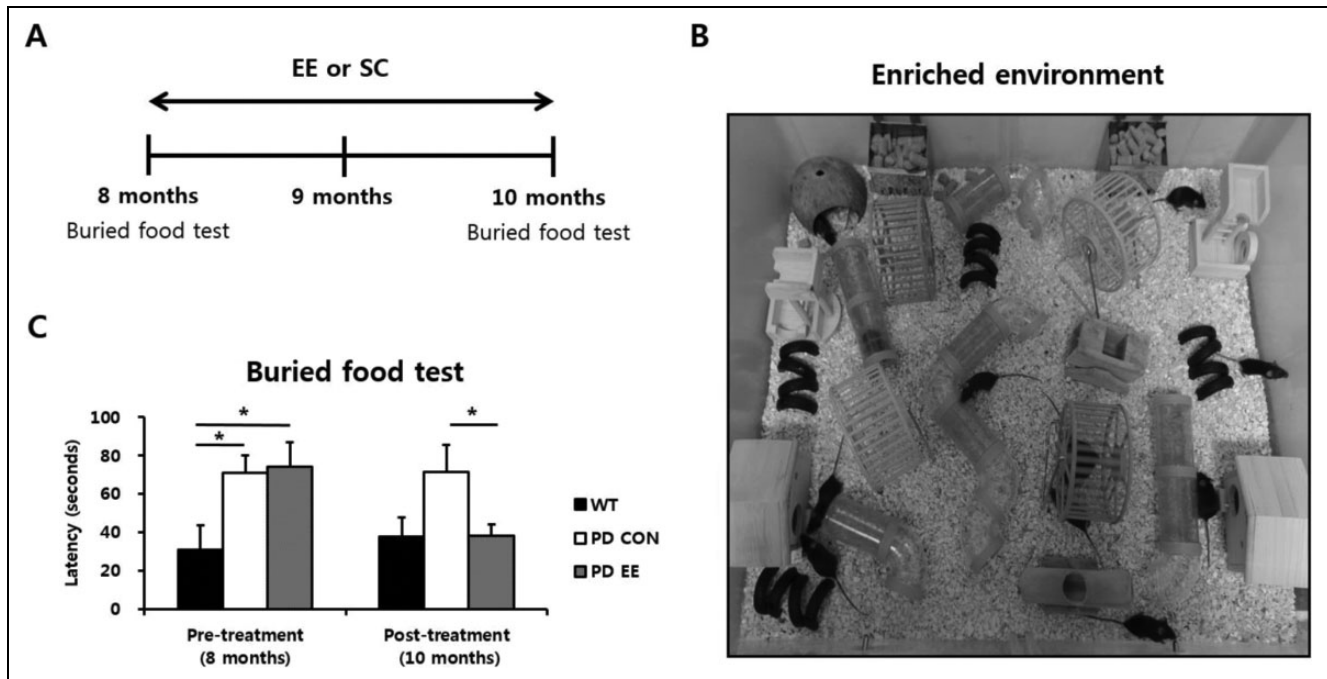 A
EE or SC
8 months
9 months
10 months
Buried food test
Buried food test
B
Enriched environment
C
Buried food test
Latency (seconds)
100
80
60
40
20
0
*
*
*
WT
PD CON
PD EE
Pre-treatment
(8 months)
Post-treatment
(10 months)